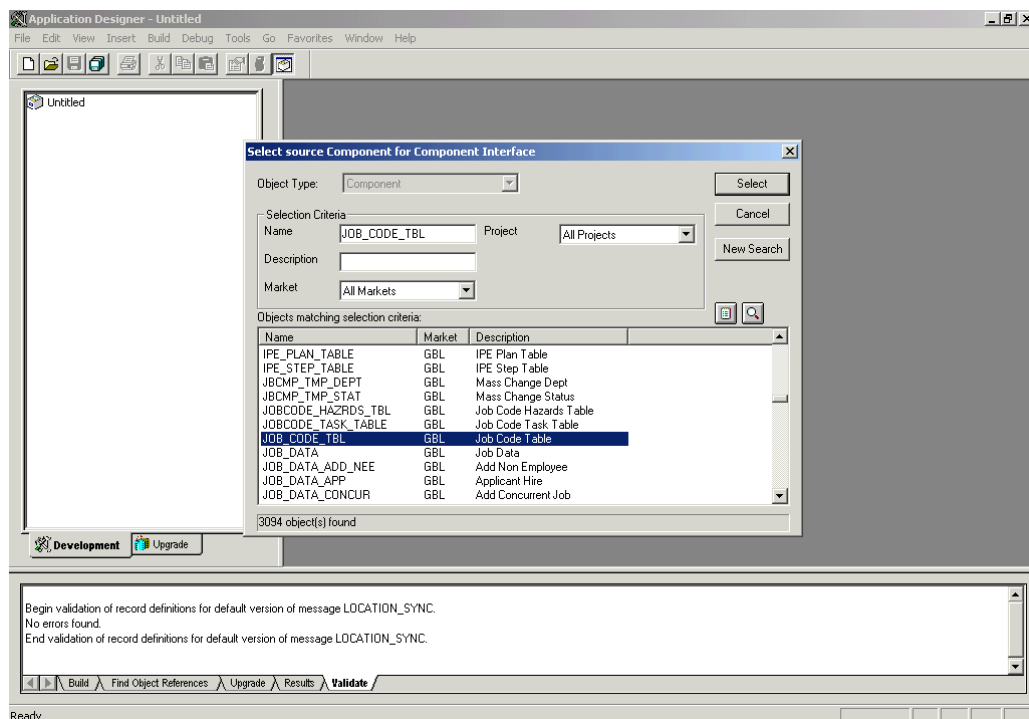 Application Designer - Untitled
File Edit View Insert Build Debug Tools Go Favorites Window Help
Untitled
Select source Component for Component Interface
Object Type: Component
Select
Selection Criteria
Cancel
Name JOB_CODE_TBL Project All Projects
New Search
Description
Market All Markets
Objects matching selection criteria:
Name Market Description
IPE_PLAN_TABLE GBL IPE Plan Table
IPE_STEP_TABLE GBL IPE Step Table
JBCMP_TMP_DEPT GBL Mass Change Dept
JBCMP_TMP_STAT GBL Mass Change Status
JOBCODE_HAZRDS_TBL GBL Job Code Hazards Table
JOBCODE_TASK_TABLE GBL Job Code Task Table
JOB_CODE_TBL GBL Job Code Table
JOB_DATA GBL Job Data
JOB_DATA_ADD_NEE GBL Add Non Employee
JOB_DATA_APP GBL Applicant Hire
JOB_DATA_CONCUR GBL Add Concurrent Job
3094 object(s) found
Development Upgrade
Begin validation of record definitions for default version of message LOCATION_SYNC.
No errors found.
End validation of record definitions for default version of message LOCATION_SYNC.
Build Find Object References Upgrade Results Validate
Ready